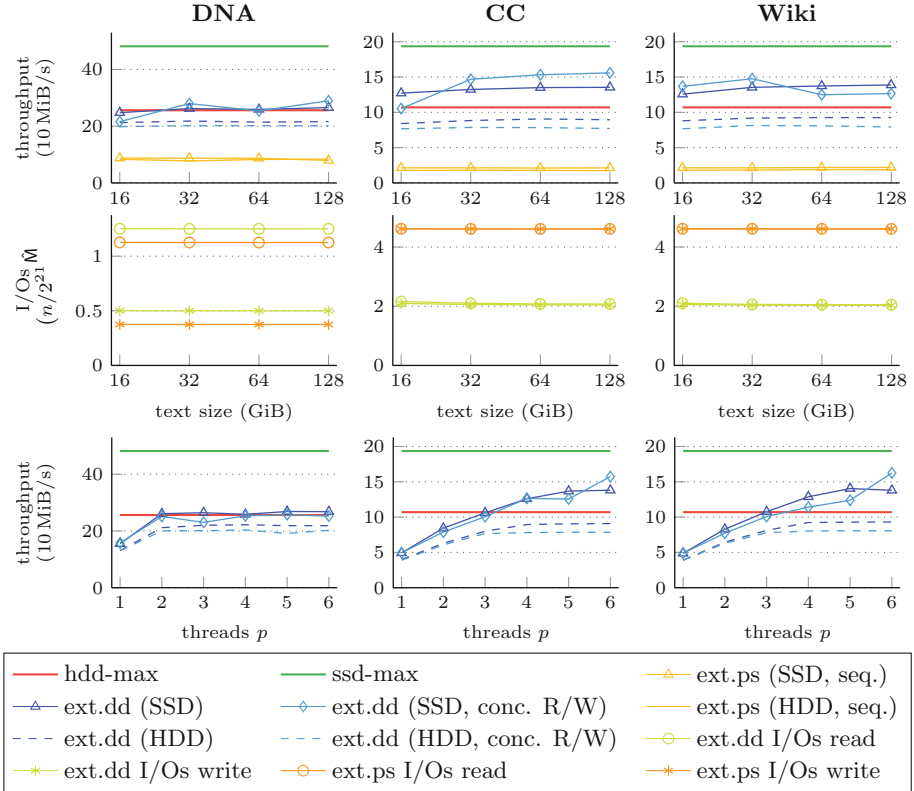 DNA CC Wiki
throughput
(10 MiB/s)
40
20
0
16 32 64 128
20
15
10
5
0
16 32 64 128
20
15
10
5
0
16 32 64 128
I/Os
(n/2^21 M̂)
1
0.5
0
16 32 64 128
text size (GiB)
4
2
0
16 32 64 128
text size (GiB)
4
2
0
16 32 64 128
text size (GiB)
throughput
(10 MiB/s)
40
20
0
1 2 3 4 5 6
threads p
20
15
10
5
0
1 2 3 4 5 6
threads p
20
15
10
5
0
1 2 3 4 5 6
threads p
hdd-max ssd-max ext.ps (SSD, seq.)
ext.dd (SSD) ext.dd (SSD, conc. R/W) ext.ps (HDD, seq.)
ext.dd (HDD) ext.dd (HDD, conc. R/W) ext.dd I/Os read
ext.dd I/Os write ext.ps I/Os read ext.ps I/Os write